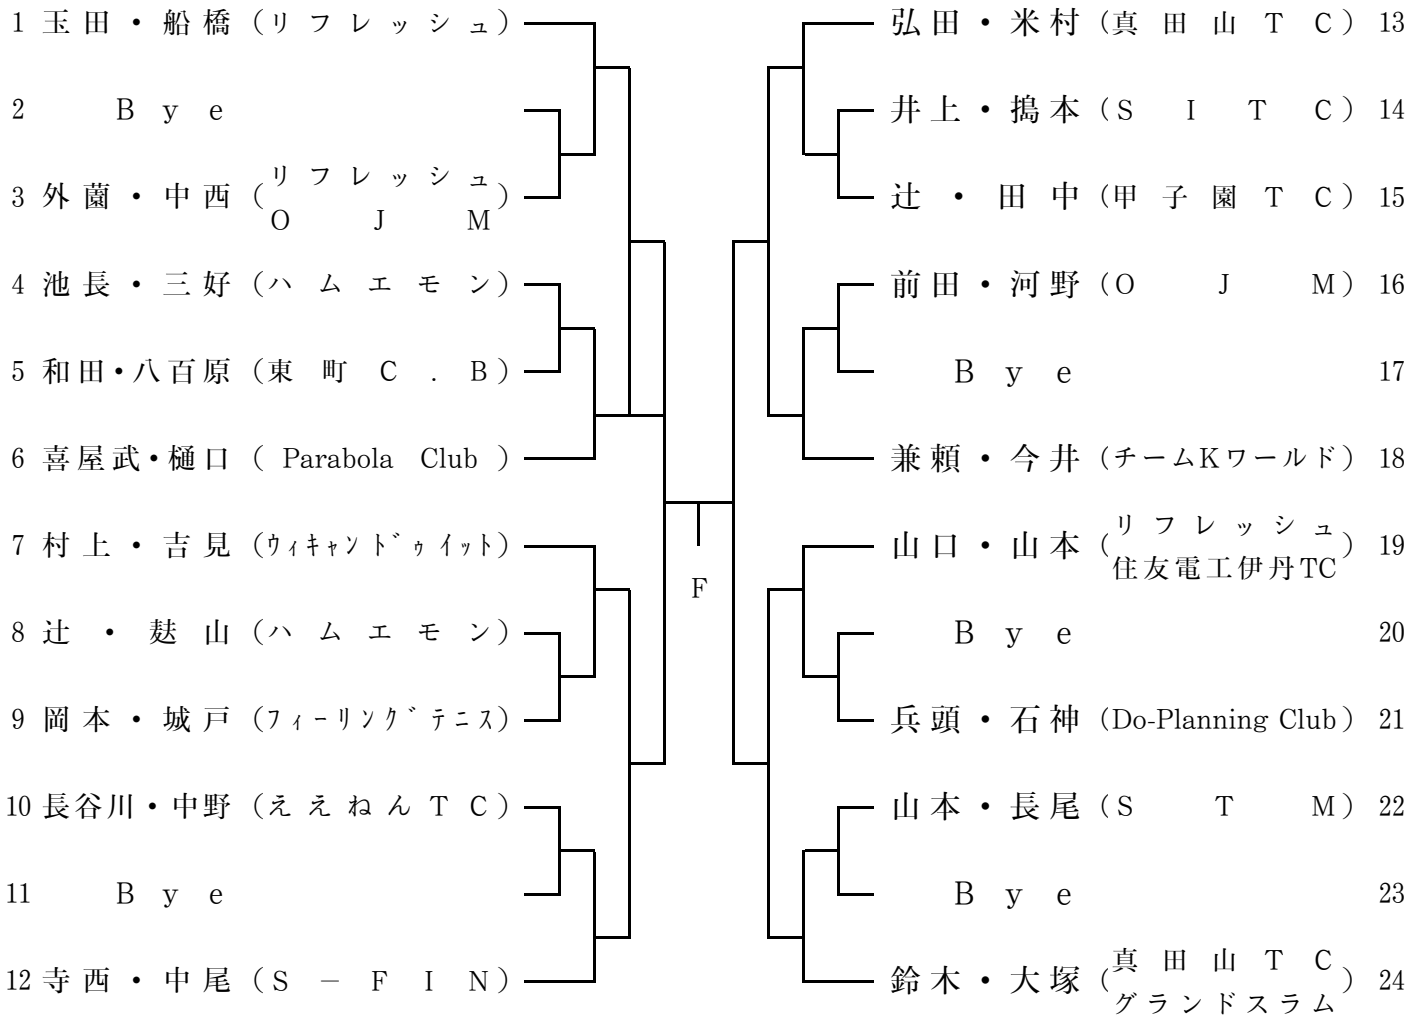 1 玉田・船橋 (リフレッシュ)
2 Bye
3 外薗・中西 (リフレッシュ
OJM)
4 池長・三好 (ハムエモン)
5 和田・八百原 (東町C.B)
6 喜屋武・樋口 (Parabola Club)
7 村上・吉見 (ウィキャンドゥイット)
8 辻・麸山 (ハムエモン)
9 岡本・城戸 (フィーリングテニス)
10 長谷川・中野 (ええねんTC)
11 Bye
12 寺西・中尾 (S-FIN)
F
弘田・米村 (真田山TC) 13
井上・搗本 (SITC) 14
辻・田中 (甲子園TC) 15
前田・河野 (OJM) 16
Bye 17
兼頼・今井 (チームKワールド) 18
山口・山本 (リフレッシュ
住友電工伊丹TC) 19
Bye 20
兵頭・石神 (Do-Planning Club) 21
山本・長尾 (STM) 22
Bye 23
鈴木・大塚 (真田山TC
グランドスラム) 24